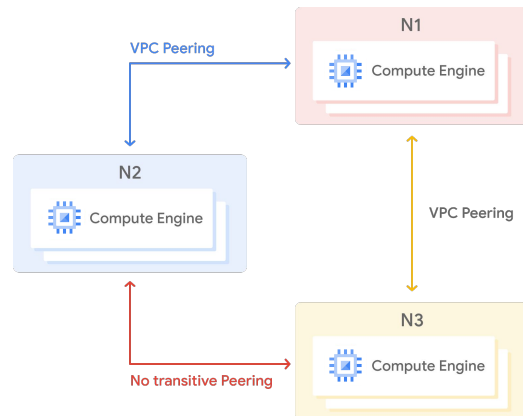 N1
VPC Peering
Compute Engine
N2
Compute Engine
VPC Peering
N3
Compute Engine
No transitive Peering